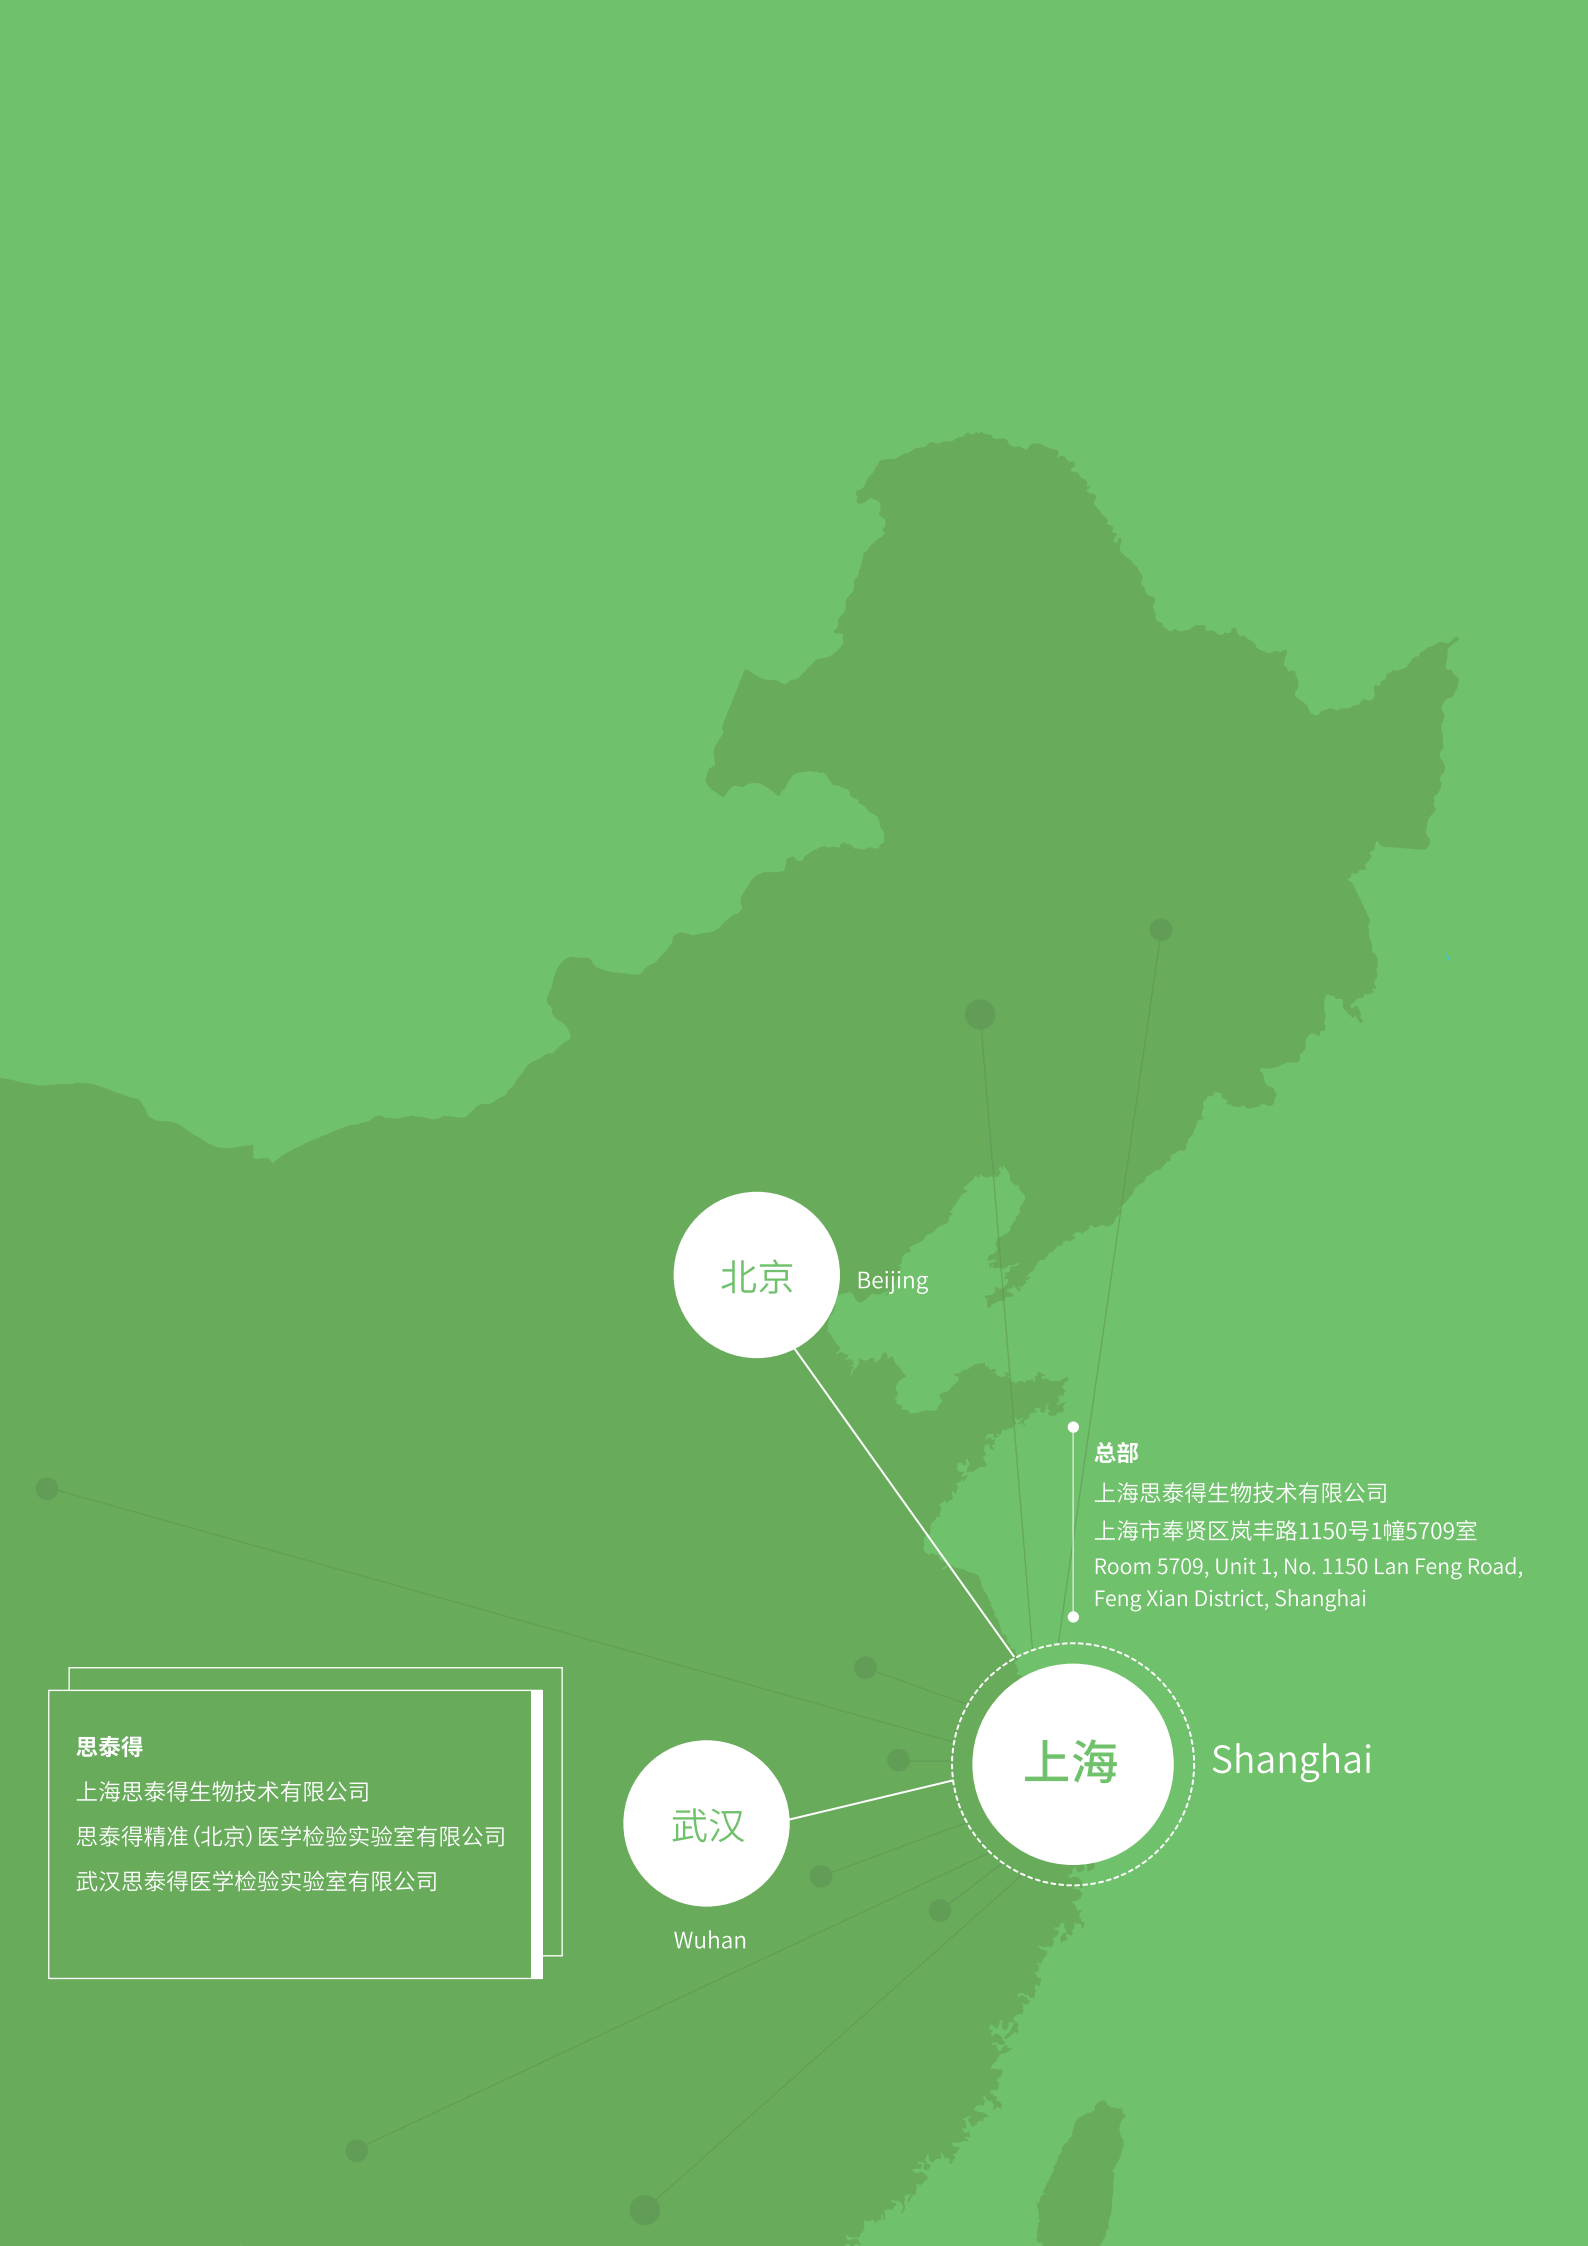 北京
Beijing
总部
上海思泰得生物技术有限公司
上海市奉贤区岚丰路1150号1幢5709室
Room 5709, Unit 1, No. 1150 Lan Feng Road,
Feng Xian District, Shanghai
上海
Shanghai
思泰得
上海思泰得生物技术有限公司
思泰得精准(北京)医学检验实验室有限公司
武汉思泰得医学检验实验室有限公司
武汉
Wuhan